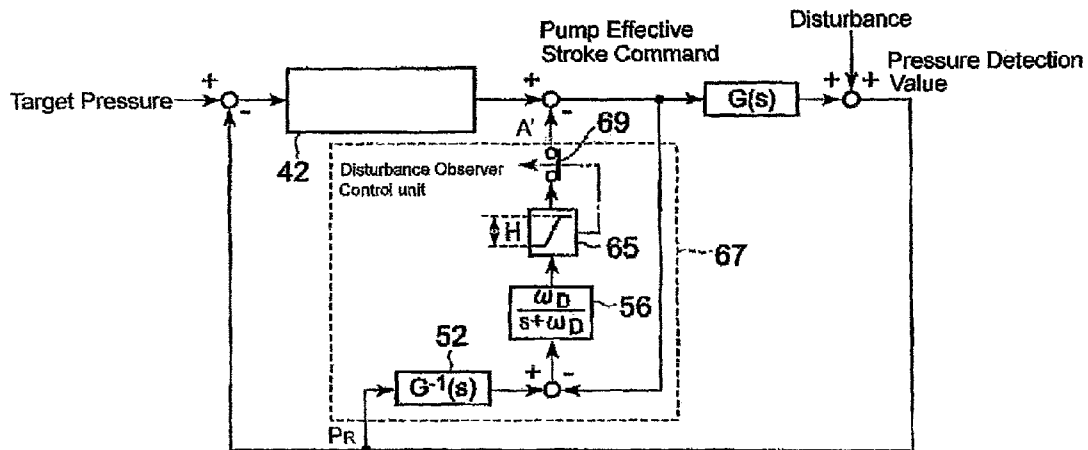 Disturbance
Pump Effective
Stroke Command
Pressure Detection
Value
Target Pressure
+
-
42
+
-
G(s)
+
+
A'
69
Disturbance Observer
Control unit
H
65
67
ωD
s+ωD
56
52
G-1(s)
+
-
PR